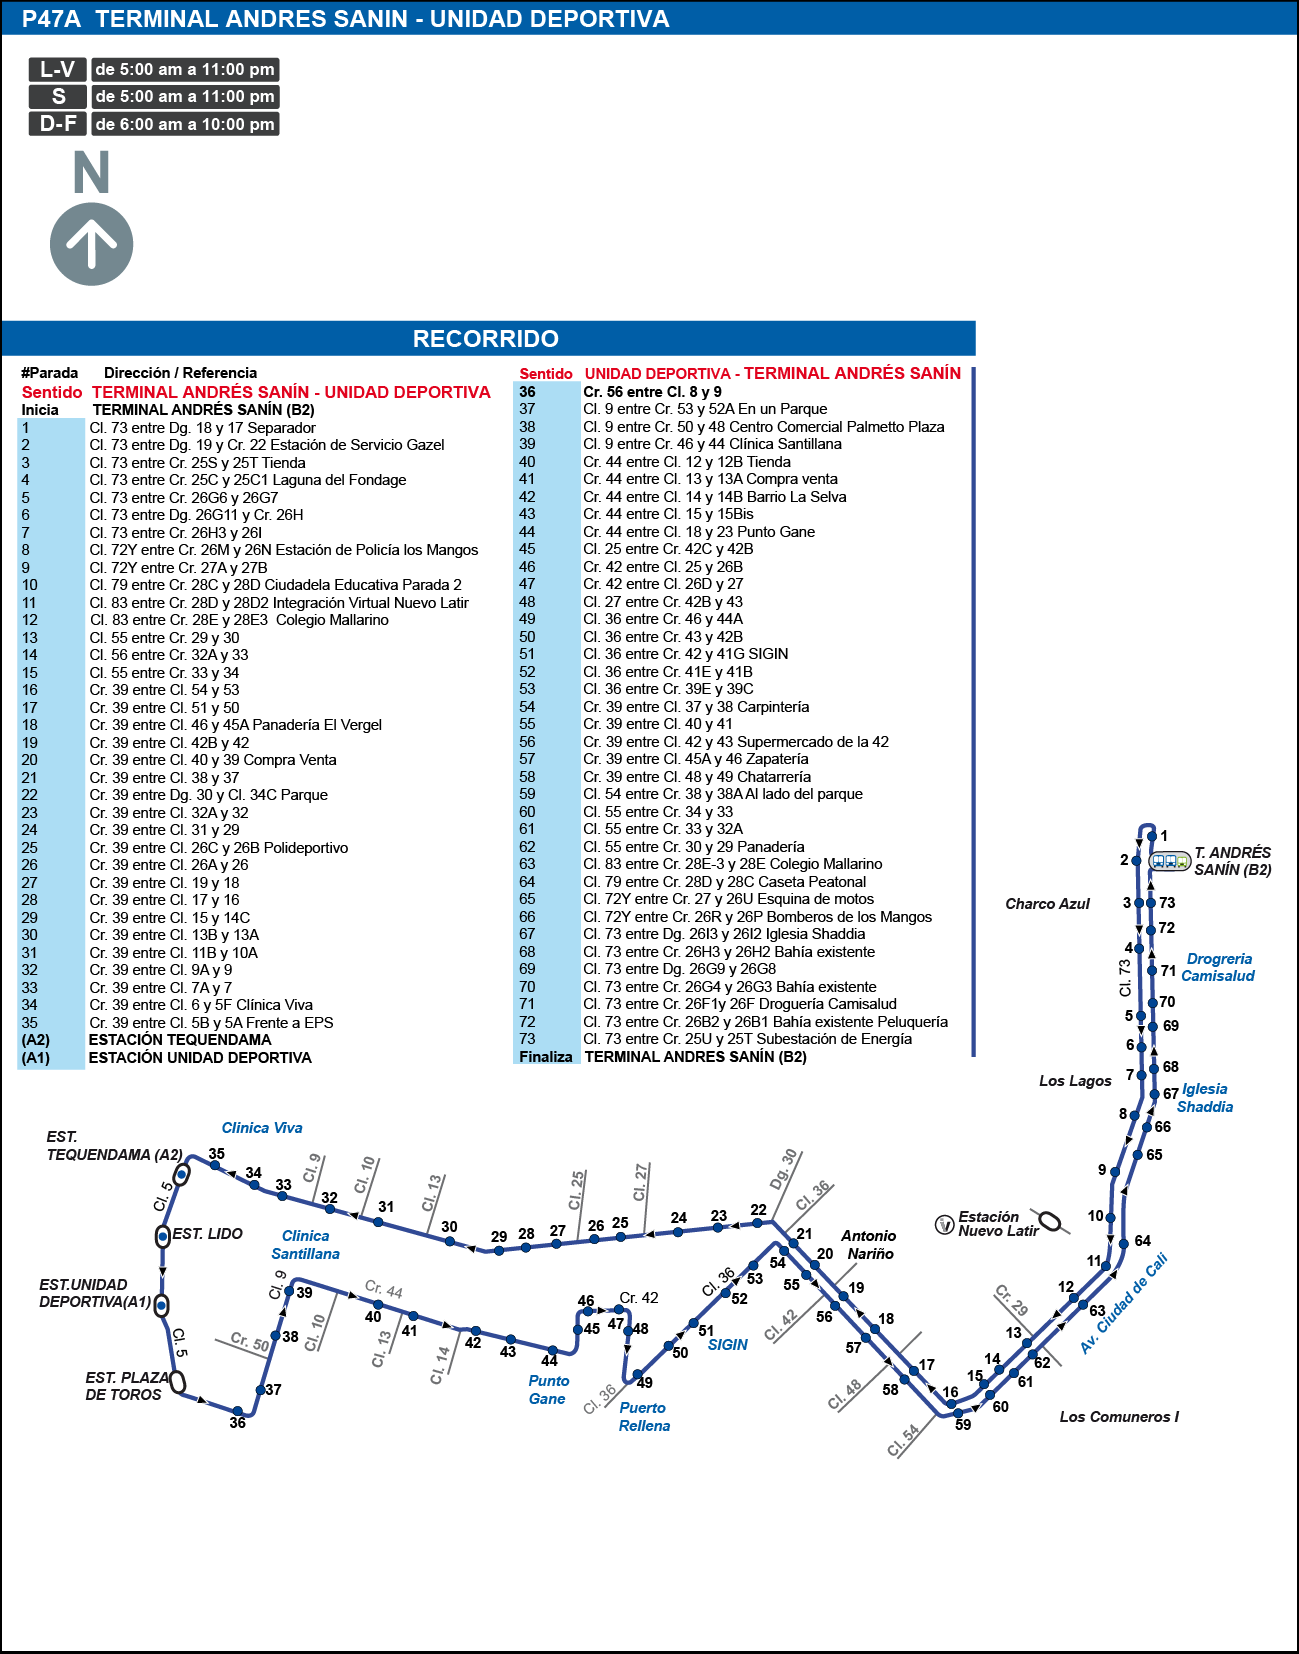 P47A TERMINAL ANDRES SANIN - UNIDAD DEPORTIVA
L-V de 5:00 am a 11:00 pm
S de 5:00 am a 11:00 pm
D-F de 6:00 am a 10:00 pm
N
RECORRIDO
#Parada Dirección / Referencia
Sentido TERMINAL ANDRÉS SANÍN - UNIDAD DEPORTIVA
Inicia TERMINAL ANDRÉS SANÍN (B2)
1 Cl. 73 entre Dg. 18 y 17 Separador
2 Cl. 73 entre Dg. 19 y Cr. 22 Estación de Servicio Gazel
3 Cl. 73 entre Cr. 25S y 25T Tienda
4 Cl. 73 entre Cr. 25C y 25C1 Laguna del Fondage
5 Cl. 73 entre Cr. 26G6 y 26G7
6 Cl. 73 entre Dg. 26G11 y Cr. 26H
7 Cl. 73 entre Cr. 26H3 y 26I
8 Cl. 72Y entre Cr. 26M y 26N Estación de Policía los Mangos
9 Cl. 72Y entre Cr. 27A y 27B
10 Cl. 79 entre Cr. 28C y 28D Ciudadela Educativa Parada 2
11 Cl. 83 entre Cr. 28D y 28D2 Integración Virtual Nuevo Latir
12 Cl. 83 entre Cr. 28E y 28E3 Colegio Mallarino
13 Cl. 55 entre Cr. 29 y 30
14 Cl. 56 entre Cr. 32A y 33
15 Cl. 55 entre Cr. 33 y 34
16 Cr. 39 entre Cl. 54 y 53
17 Cr. 39 entre Cl. 51 y 50
18 Cr. 39 entre Cl. 46 y 45A Panadería El Vergel
19 Cr. 39 entre Cl. 42B y 42
20 Cr. 39 entre Cl. 40 y 39 Compra Venta
21 Cr. 39 entre Cl. 38 y 37
22 Cr. 39 entre Dg. 30 y Cl. 34C Parque
23 Cr. 39 entre Cl. 32A y 32
24 Cr. 39 entre Cl. 31 y 29
25 Cr. 39 entre Cl. 26C y 26B Polideportivo
26 Cr. 39 entre Cl. 26A y 26
27 Cr. 39 entre Cl. 19 y 18
28 Cr. 39 entre Cl. 17 y 16
29 Cr. 39 entre Cl. 15 y 14C
30 Cr. 39 entre Cl. 13B y 13A
31 Cr. 39 entre Cl. 11B y 10A
32 Cr. 39 entre Cl. 9A y 9
33 Cr. 39 entre Cl. 7A y 7
34 Cr. 39 entre Cl. 6 y 5F Clínica Viva
35 Cr. 39 entre Cl. 5B y 5A Frente a EPS
(A2) ESTACIÓN TEQUENDAMA
(A1) ESTACIÓN UNIDAD DEPORTIVA
Sentido UNIDAD DEPORTIVA - TERMINAL ANDRÉS SANÍN
36 Cr. 56 entre Cl. 8 y 9
37 Cl. 9 entre Cr. 53 y 52A En un Parque
38 Cl. 9 entre Cr. 50 y 48 Centro Comercial Palmetto Plaza
39 Cl. 9 entre Cr. 46 y 44 Clínica Santillana
40 Cr. 44 entre Cl. 12 y 12B Tienda
41 Cr. 44 entre Cl. 13 y 13A Compra venta
42 Cr. 44 entre Cl. 14 y 14B Barrio La Selva
43 Cr. 44 entre Cl. 15 y 15Bis
44 Cr. 44 entre Cl. 18 y 23 Punto Gane
45 Cl. 25 entre Cr. 42C y 42B
46 Cr. 42 entre Cl. 25 y 26B
47 Cr. 42 entre Cl. 26D y 27
48 Cl. 27 entre Cr. 42B y 43
49 Cl. 36 entre Cr. 46 y 44A
50 Cl. 36 entre Cr. 43 y 42B
51 Cl. 36 entre Cr. 42 y 41G SIGIN
52 Cl. 36 entre Cr. 41E y 41B
53 Cl. 36 entre Cr. 39E y 39C
54 Cr. 39 entre Cl. 37 y 38 Carpintería
55 Cr. 39 entre Cl. 40 y 41
56 Cr. 39 entre Cl. 42 y 43 Supermercado de la 42
57 Cr. 39 entre Cl. 45A y 46 Zapatería
58 Cr. 39 entre Cl. 48 y 49 Chatarrería
59 Cl. 54 entre Cr. 38 y 38A Al lado del parque
60 Cl. 55 entre Cr. 34 y 33
61 Cl. 55 entre Cr. 33 y 32A
62 Cl. 55 entre Cr. 30 y 29 Panadería
63 Cl. 83 entre Cr. 28E-3 y 28E Colegio Mallarino
64 Cl. 79 entre Cr. 28D y 28C Caseta Peatonal
65 Cl. 72Y entre Cr. 27 y 26U Esquina de motos
66 Cl. 72Y entre Cr. 26R y 26P Bomberos de los Mangos
67 Cl. 73 entre Dg. 26I3 y 26I2 Iglesia Shaddia
68 Cl. 73 entre Cr. 26H3 y 26H2 Bahía existente
69 Cl. 73 entre Dg. 26G9 y 26G8
70 Cl. 73 entre Cr. 26G4 y 26G3 Bahía existente
71 Cl. 73 entre Cr. 26F1y 26F Droguería Camisalud
72 Cl. 73 entre Cr. 26B2 y 26B1 Bahía existente Peluquería
73 Cl. 73 entre Cr. 25U y 25T Subestación de Energía
Finaliza TERMINAL ANDRES SANÍN (B2)
1
2
T. ANDRÉS
SANÍN (B2)
Charco Azul
3
73
72
4
Cl. 73
Drogreria
Camisalud
71
70
5
69
6
68
7
Los Lagos
67
Iglesia
Shaddia
8
66
65
9
10
Estación
Nuevo Latir
64
11
12
63
Av. Ciudad de Cali
Cr. 29
13
62
14
61
15
60
16
59
Los Comuneros I
Cl. 54
17
58
Cl. 48
18
57
19
56
Cl. 42
Antonio
Nariño
20
55
21
54
Cl. 36
Dg. 30
22
23
24
Cl. 27
25
26
Cl. 25
27
28
29
30
Cl. 13
31
Cl. 10
32
Cl. 9
33
34
35
Clinica Viva
EST.
TEQUENDAMA (A2)
Cl. 5
EST. LIDO
EST.UNIDAD
DEPORTIVA(A1)
Cl. 5
EST. PLAZA
DE TOROS
36
37
Cr. 50
38
39
Cl. 9
Clinica
Santillana
Cl. 10
Cr. 44
40
41
Cl. 13
Cl. 14
42
43
44
Punto
Gane
45
46
Cr. 42
47
48
49
Cl. 36
Puerto
Rellena
50
51
SIGIN
52
Cl. 36
53